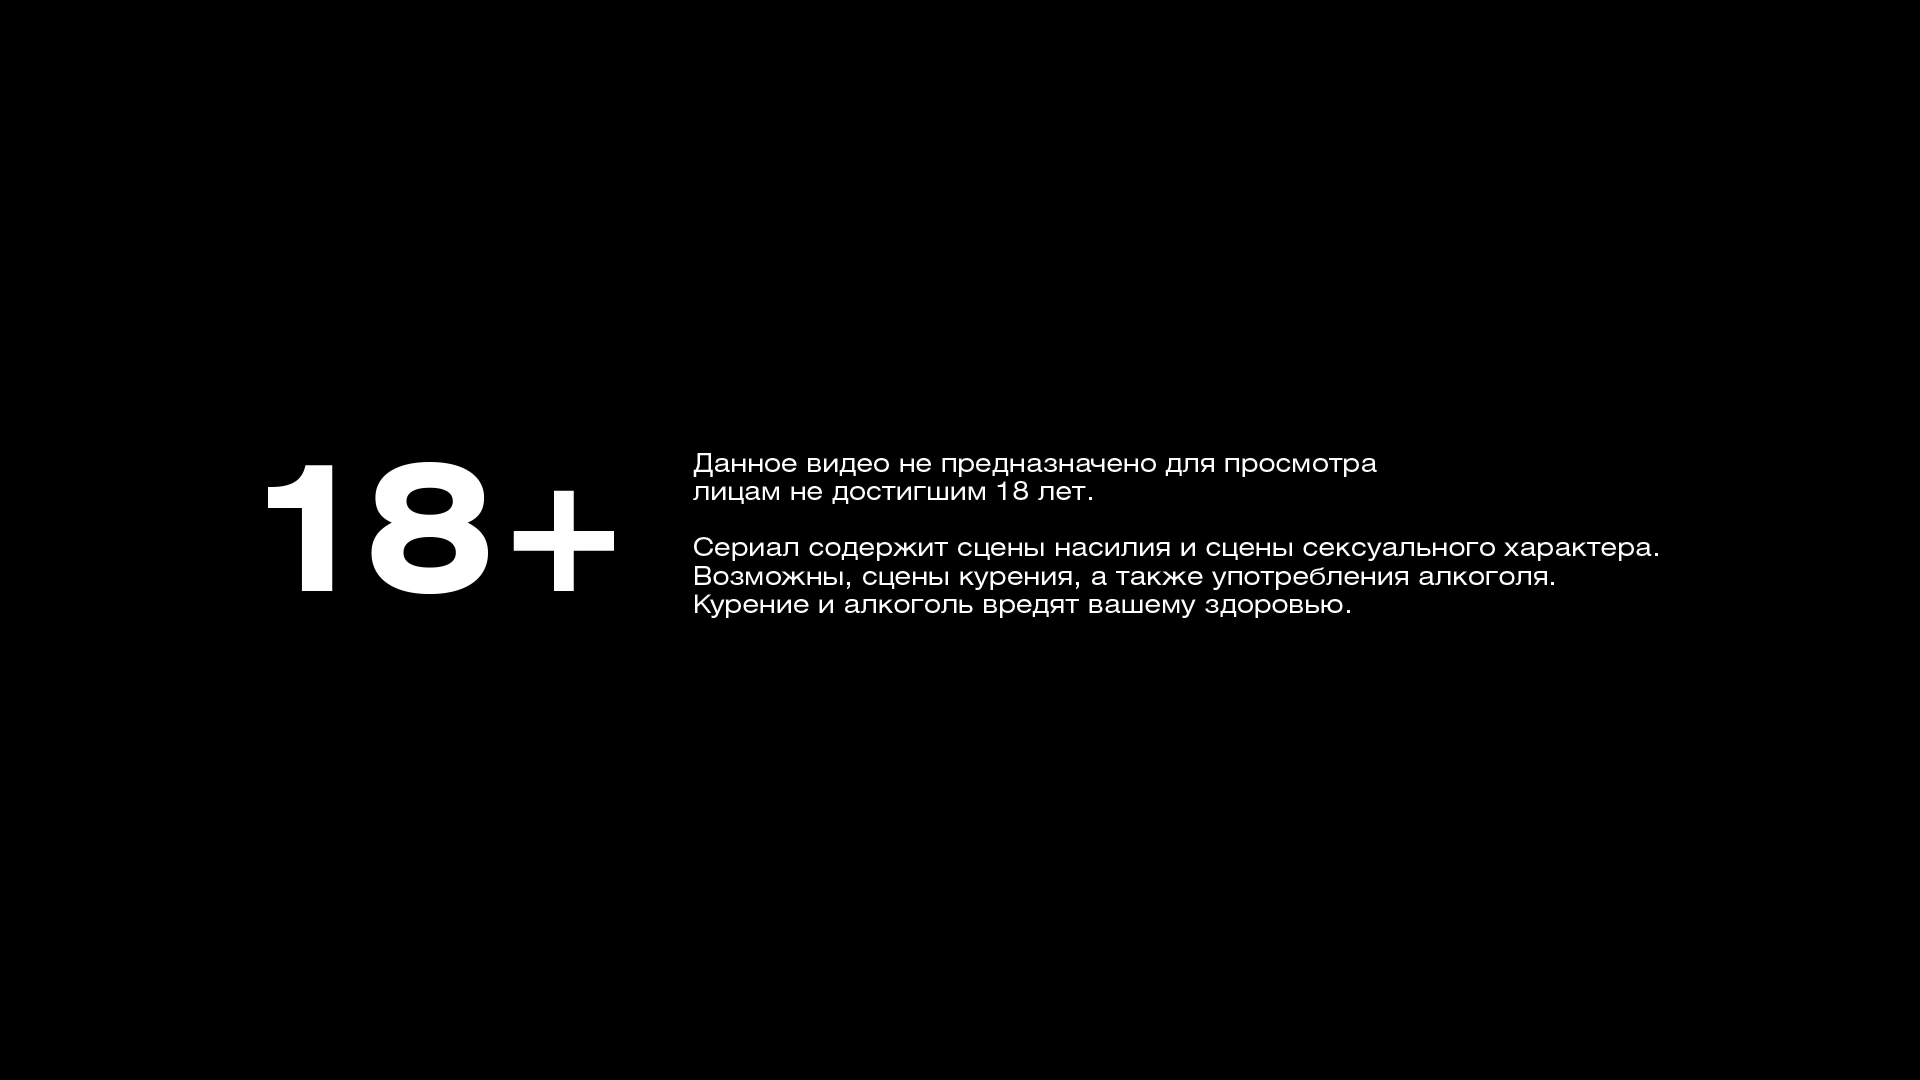 18+
Данное видео не предназначено для просмотра
лицам не достигшим 18 лет.
Сериал содержит сцены насилия и сцены сексуального характера.
Возможны, сцены курения, а также употребления алкоголя.
Курение и алкоголь вредят вашему здоровью.